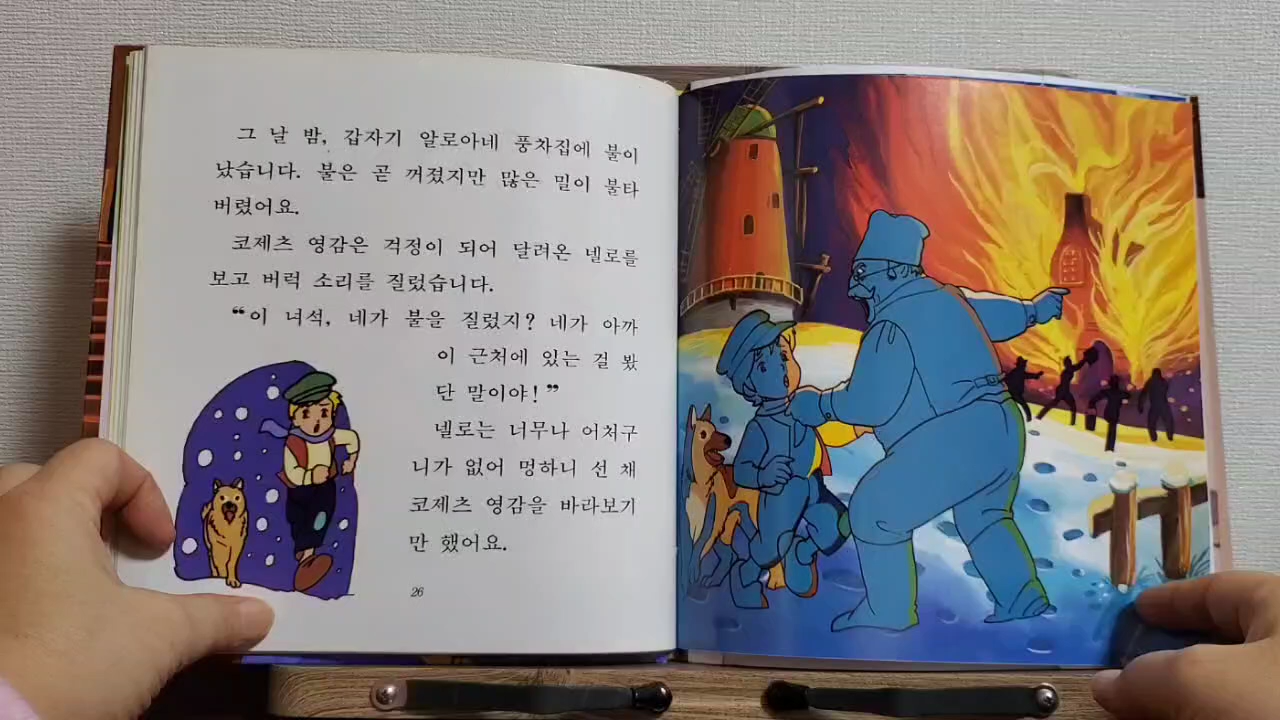 그 날 밤, 갑자기 알로아네 풍차집에 불이
났습니다. 불은 곧 꺼졌지만 많은 밀이 불타
버렸어요.
코제츠 영감은 걱정이 되어 달려온 넬로를
보고 버럭 소리를 질렀습니다.
“이 녀석, 네가 불을 질렀지? 네가 아까
이 근처에 있는 걸 봤
단 말이야!”
넬로는 너무나 어처구
니가 없어 멍하니 선 채
코제츠 영감을 바라보기
만 했어요.
26